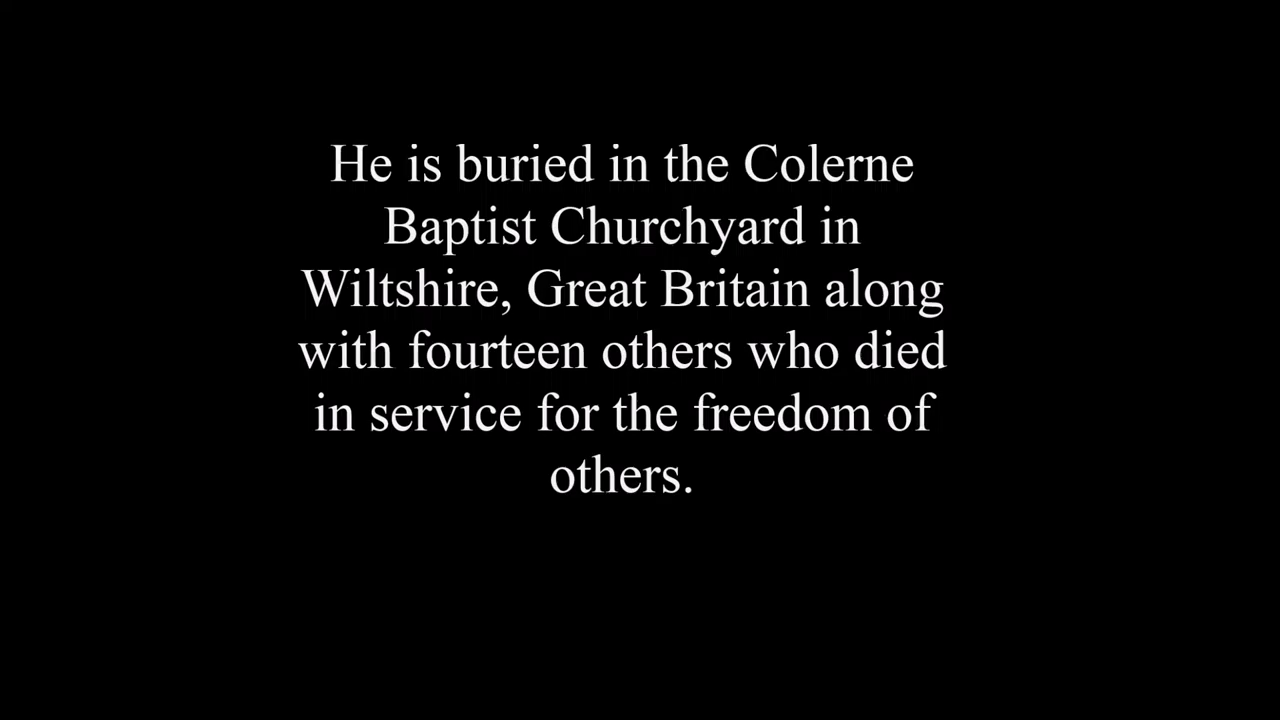 He is buried in the Colerne
Baptist Churchyard in
Wiltshire, Great Britain along
with fourteen others who died
in service for the freedom of
others.